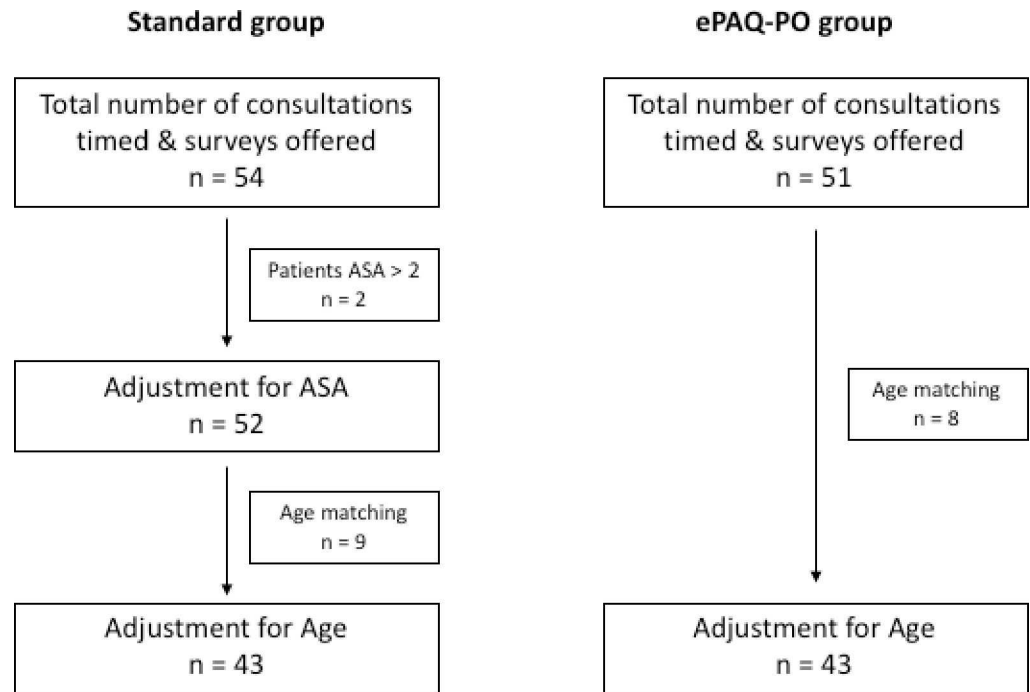 Standard group
Total number of consultations
timed & surveys offered
n = 54
Patients ASA > 2
n = 2
Adjustment for ASA
n = 52
Age matching
n = 9
Adjustment for Age
n = 43
ePAQ-PO group
Total number of consultations
timed & surveys offered
n = 51
Age matching
n = 8
Adjustment for Age
n = 43